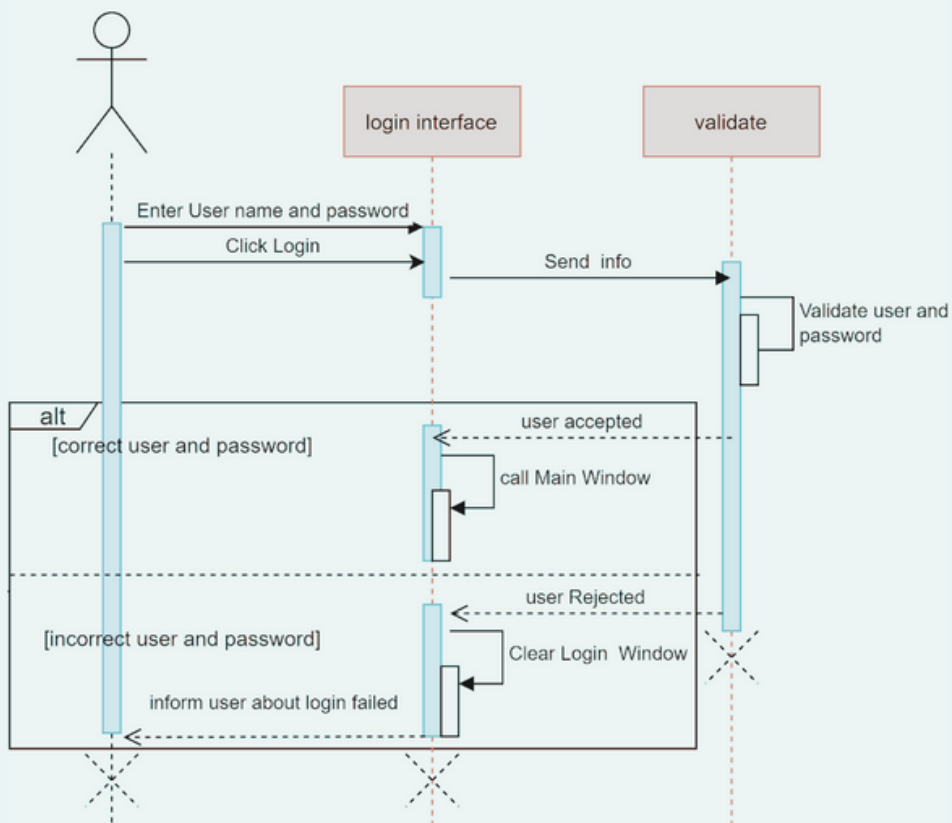 login interface
validate
Enter User name and password
Click Login
Send info
Validate user and
password
alt
[correct user and password]
user accepted
call Main Window
user Rejected
[incorrect user and password]
Clear Login Window
inform user about login failed